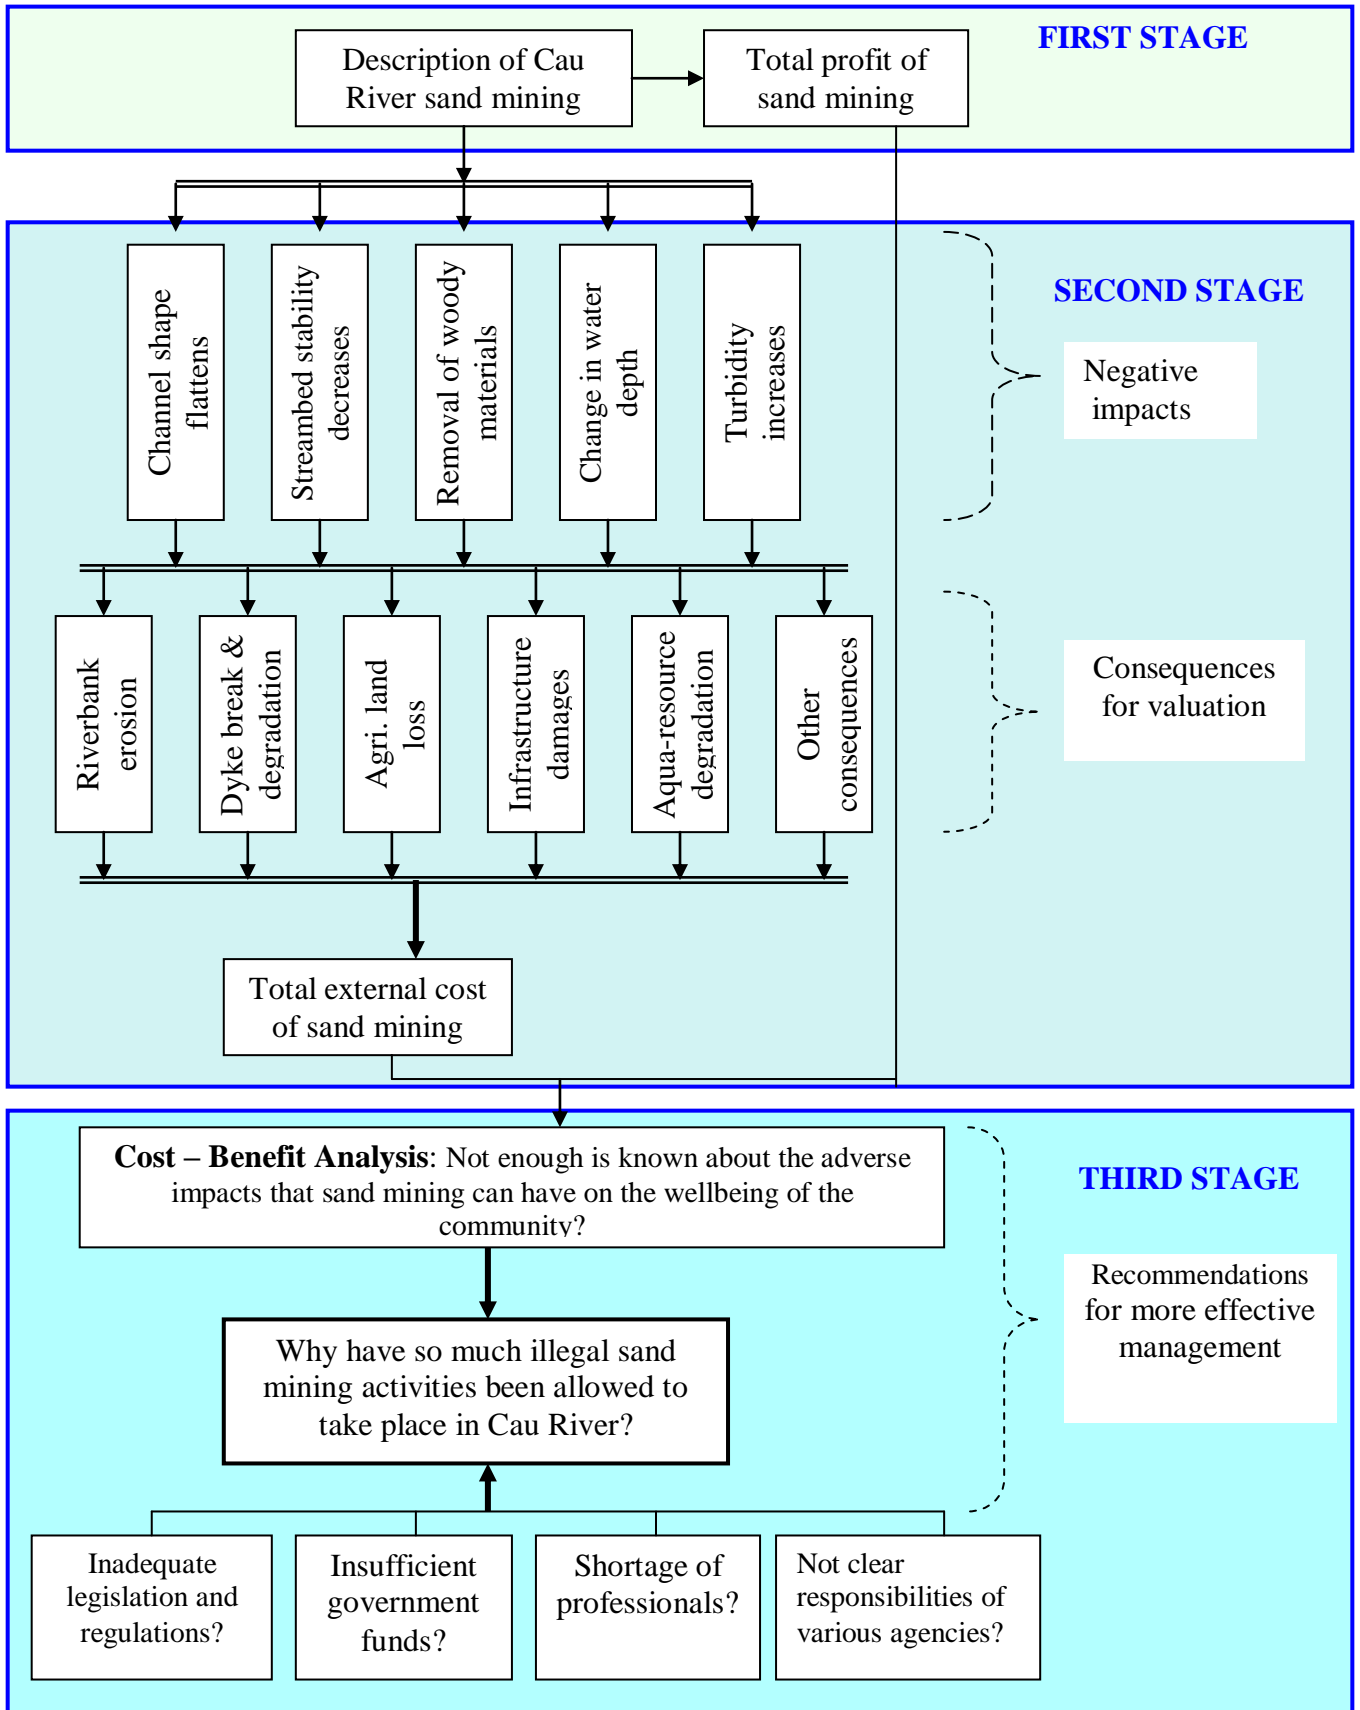 FIRST STAGE
Description of Cau
River sand mining
Total profit of
sand mining
SECOND STAGE
Channel shape
flattens
Streambed stability
decreases
Removal of woody
materials
Change in water
depth
Turbidity
increases
Negative
impacts
Riverbank
erosion
Dyke break &
degradation
Agri. land
loss
Infrastructure
damages
Aqua-resource
degradation
Other
consequences
Consequences
for valuation
Total external cost
of sand mining
THIRD STAGE
Cost – Benefit Analysis: Not enough is known about the adverse
impacts that sand mining can have on the wellbeing of the
community?
Recommendations
for more effective
management
Why have so much illegal sand
mining activities been allowed to
take place in Cau River?
Inadequate
legislation and
regulations?
Insufficient
government
funds?
Shortage of
professionals?
Not clear
responsibilities of
various agencies?